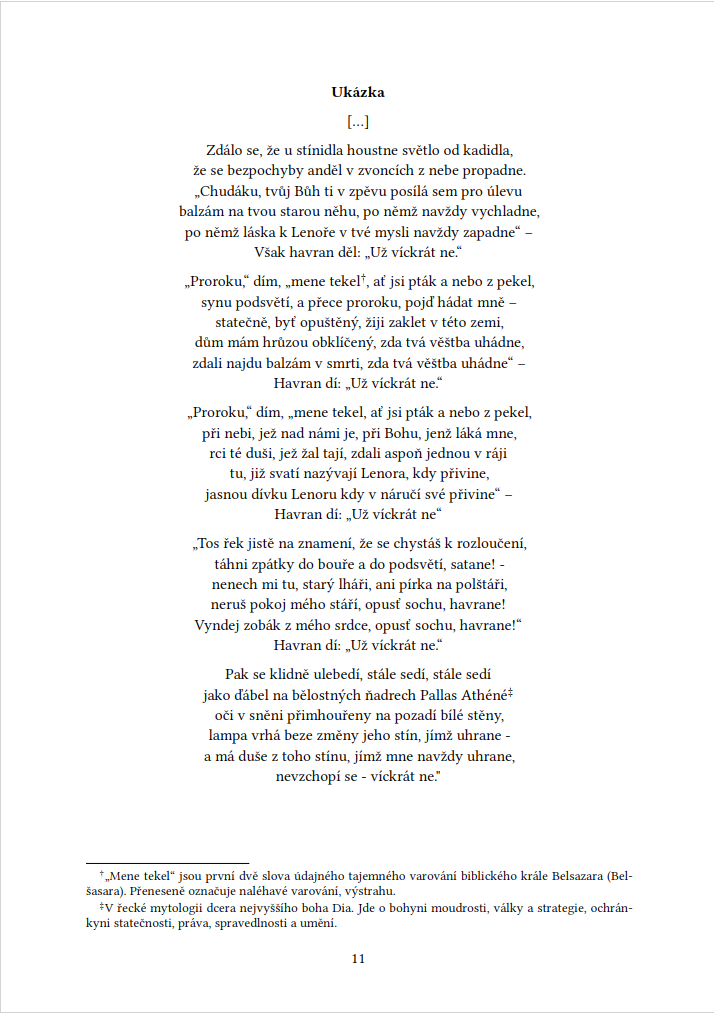 Ukázka
[…]
Zdálo se, že u stínidla houstne světlo od kadidla,
že se bezpochyby anděl v zvoncích z nebe propadne.
„Chudáku, tvůj Bůh ti v zpěvu posílá sem pro úlevu
balzám na tvou starou něhu, po němž navždy vychladne,
po němž láska k Lenoře v tvé mysli navždy zapadne“ –
Však havran děl: „Už víckrát ne.“
„Proroku,“ dím, „mene tekel†, ať jsi pták a nebo z pekel,
synu podsvětí, a přece proroku, pojď hádat mně –
statečně, byť opuštěný, žiji zaklet v této zemi,
dům mám hrůzou obklíčený, zda tvá věštba uhádne,
zdali najdu balzám v smrti, zda tvá věštba uhádne“ –
Havran dí: „Už víckrát ne.“
„Proroku,“ dím, „mene tekel, ať jsi pták a nebo z pekel,
při nebi, jež nad námi je, při Bohu, jenž láká mne,
rci té duši, jež žal tají, zdali aspoň jednou v ráji
tu, již svatí nazývají Lenora, kdy přivine,
jasnou dívku Lenoru kdy v náručí své přivine“ –
Havran dí: „Už víckrát ne“
„Tos řek jistě na znamení, že se chystáš k rozloučení,
táhni zpátky do bouře a do podsvětí, satane! -
nenech mi tu, starý lháři, ani pírka na polštáři,
neruš pokoj mého stáří, opusť sochu, havrane!
Vyndej zobák z mého srdce, opusť sochu, havrane!“
Havran dí: „Už víckrát ne.“
Pak se klidně ulebedí, stále sedí, stále sedí
jako ďábel na bělostných ňadrech Pallas Athéné‡
oči v sněni přimhouřeny na pozadí bílé stěny,
lampa vrhá beze změny jeho stín, jímž uhrane -
a má duše z toho stínu, jímž mne navždy uhrane,
nevzchopí se - víckrát ne."
†„Mene tekel“ jsou první dvě slova údajného tajemného varování biblického krále Belsazara (Bel-
šasara). Přeneseně označuje naléhavé varování, výstrahu.
‡V řecké mytologii dcera nejvyššího boha Dia. Jde o bohyni moudrosti, války a strategie, ochrán-
kyni statečnosti, práva, spravedlnosti a umění.
11